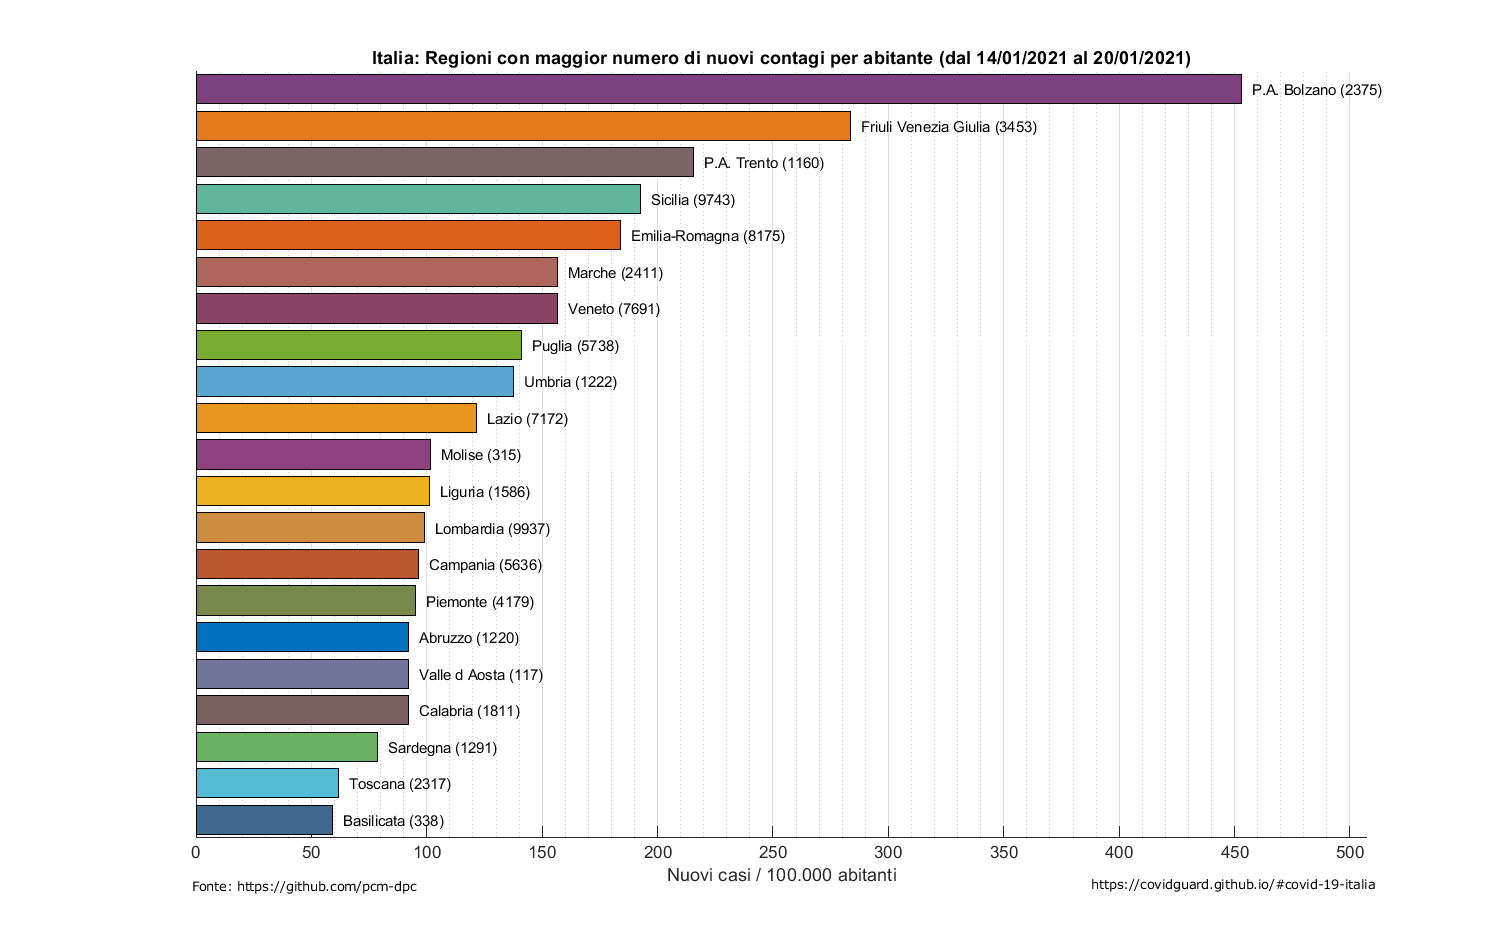 Italia: Regioni con maggior numero di nuovi contagi per abitante (dal 14/01/2021 al 20/01/2021)
P.A. Bolzano (2375)
Friuli Venezia Giulia (3453)
P.A. Trento (1160)
Sicilia (9743)
Emilia-Romagna (8175)
Marche (2411)
Veneto (7691)
Puglia (5738)
Umbria (1222)
Lazio (7172)
Molise (315)
Liguria (1586)
Lombardia (9937)
Campania (5636)
Piemonte (4179)
Abruzzo (1220)
Valle d Aosta (117)
Calabria (1811)
Sardegna (1291)
Toscana (2317)
Basilicata (338)
0 50 100 150 200 250 300 350 400 450 500
Nuovi casi / 100.000 abitanti
Fonte: https://github.com/pcm-dpc
https://covidguard.github.io/#covid-19-italia